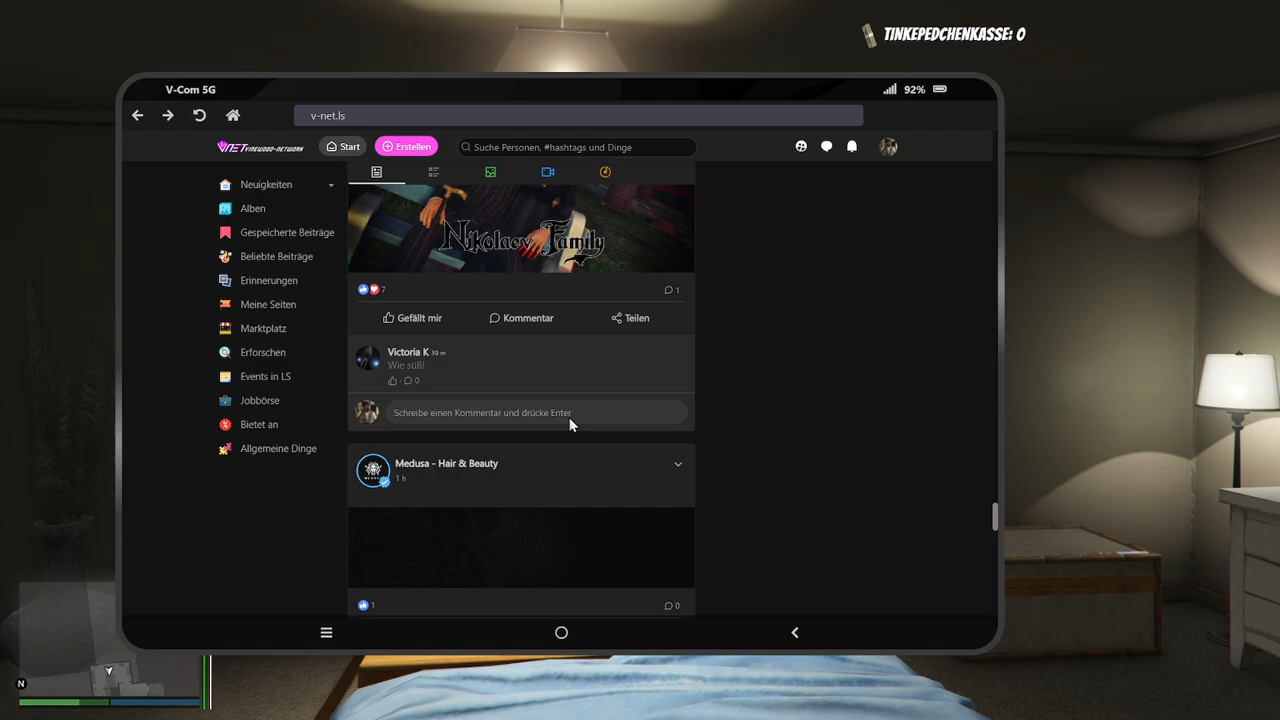 TINKEPEDCHENKASSE: 0
V-Com 5G
92%
v-net.ls
VNET VINEWOOD-NETWORK
Start
Erstellen
Suche Personen, #hashtags und Dinge
Neuigkeiten
Alben
Gespeicherte Beiträge
Beliebte Beiträge
Erinnerungen
Meine Seiten
Marktplatz
Erforschen
Events in LS
Jobbörse
Bietet an
Allgemeine Dinge
Nikolaev Family
7
1
Gefällt mir
Kommentar
Teilen
Victoria K 39 m
Wie süß!
· 0
Schreibe einen Kommentar und drücke Enter
Medusa - Hair & Beauty
1 h
1
0
N